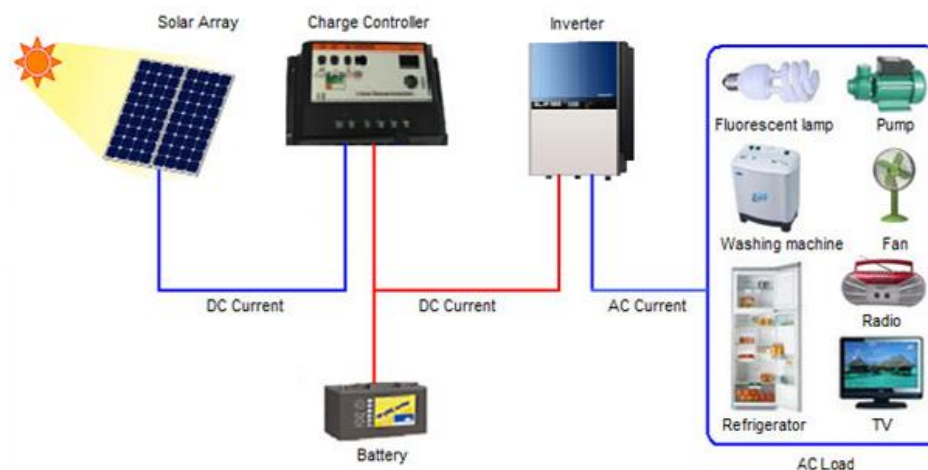 Solar Array
Charge Controller
Inverter
Fluorescent lamp
Pump
Washing machine
Fan
DC Current
DC Current
AC Current
Radio
Refrigerator
TV
Battery
AC Load